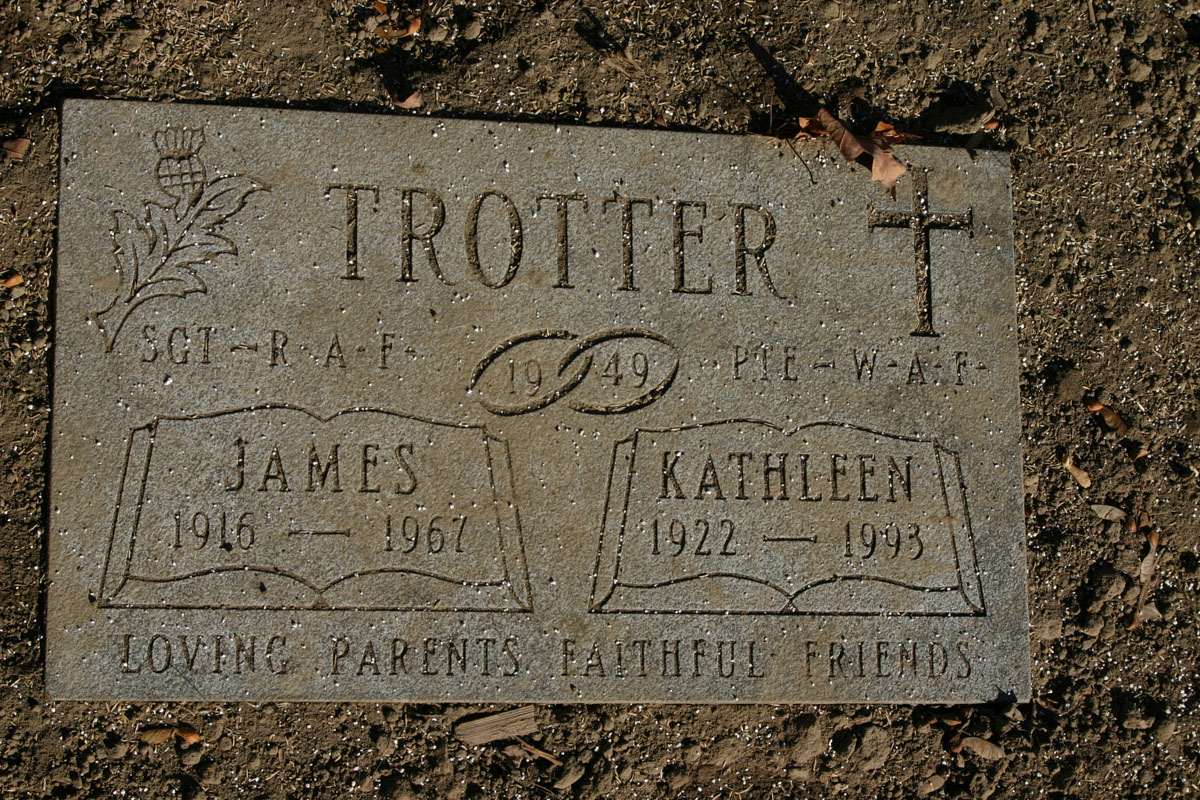 TROTTER
SGT - R·A·F· 19 49 PTE - W·A·F·
JAMES KATHLEEN
1916 — 1967 1922 — 1993
LOVING PARENTS FAITHFUL FRIENDS